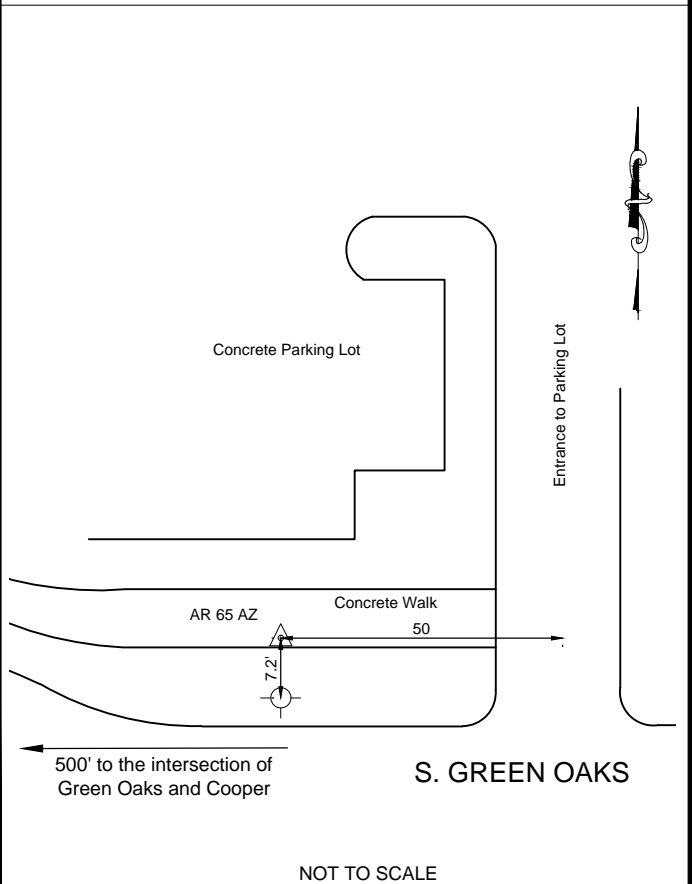 Concrete Parking Lot
Entrance to Parking Lot
AR 65 AZ
Concrete Walk
50
7.2'
500' to the intersection of
Green Oaks and Cooper
S. GREEN OAKS
NOT TO SCALE